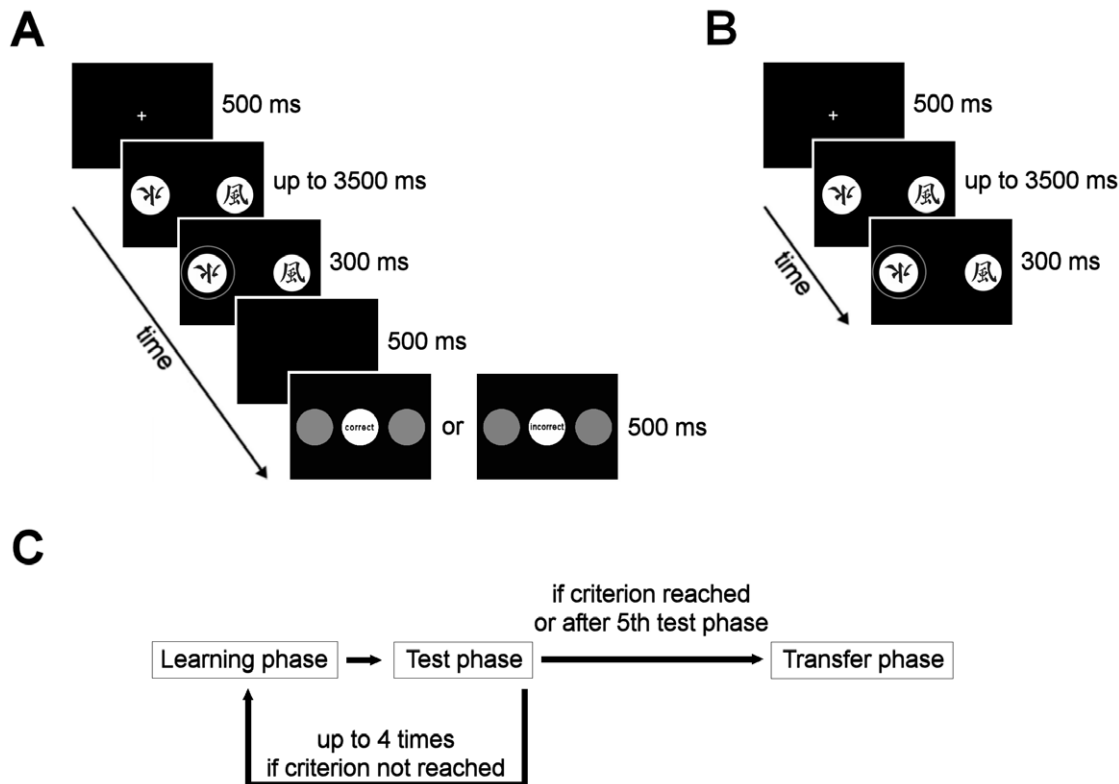 A
500 ms
水 風
up to 3500 ms
水 風
300 ms
500 ms
time
correct
or
incorrect
500 ms
B
500 ms
水 風
up to 3500 ms
水 風
300 ms
time
C
if criterion reached
or after 5th test phase
Learning phase
Test phase
Transfer phase
up to 4 times
if criterion not reached